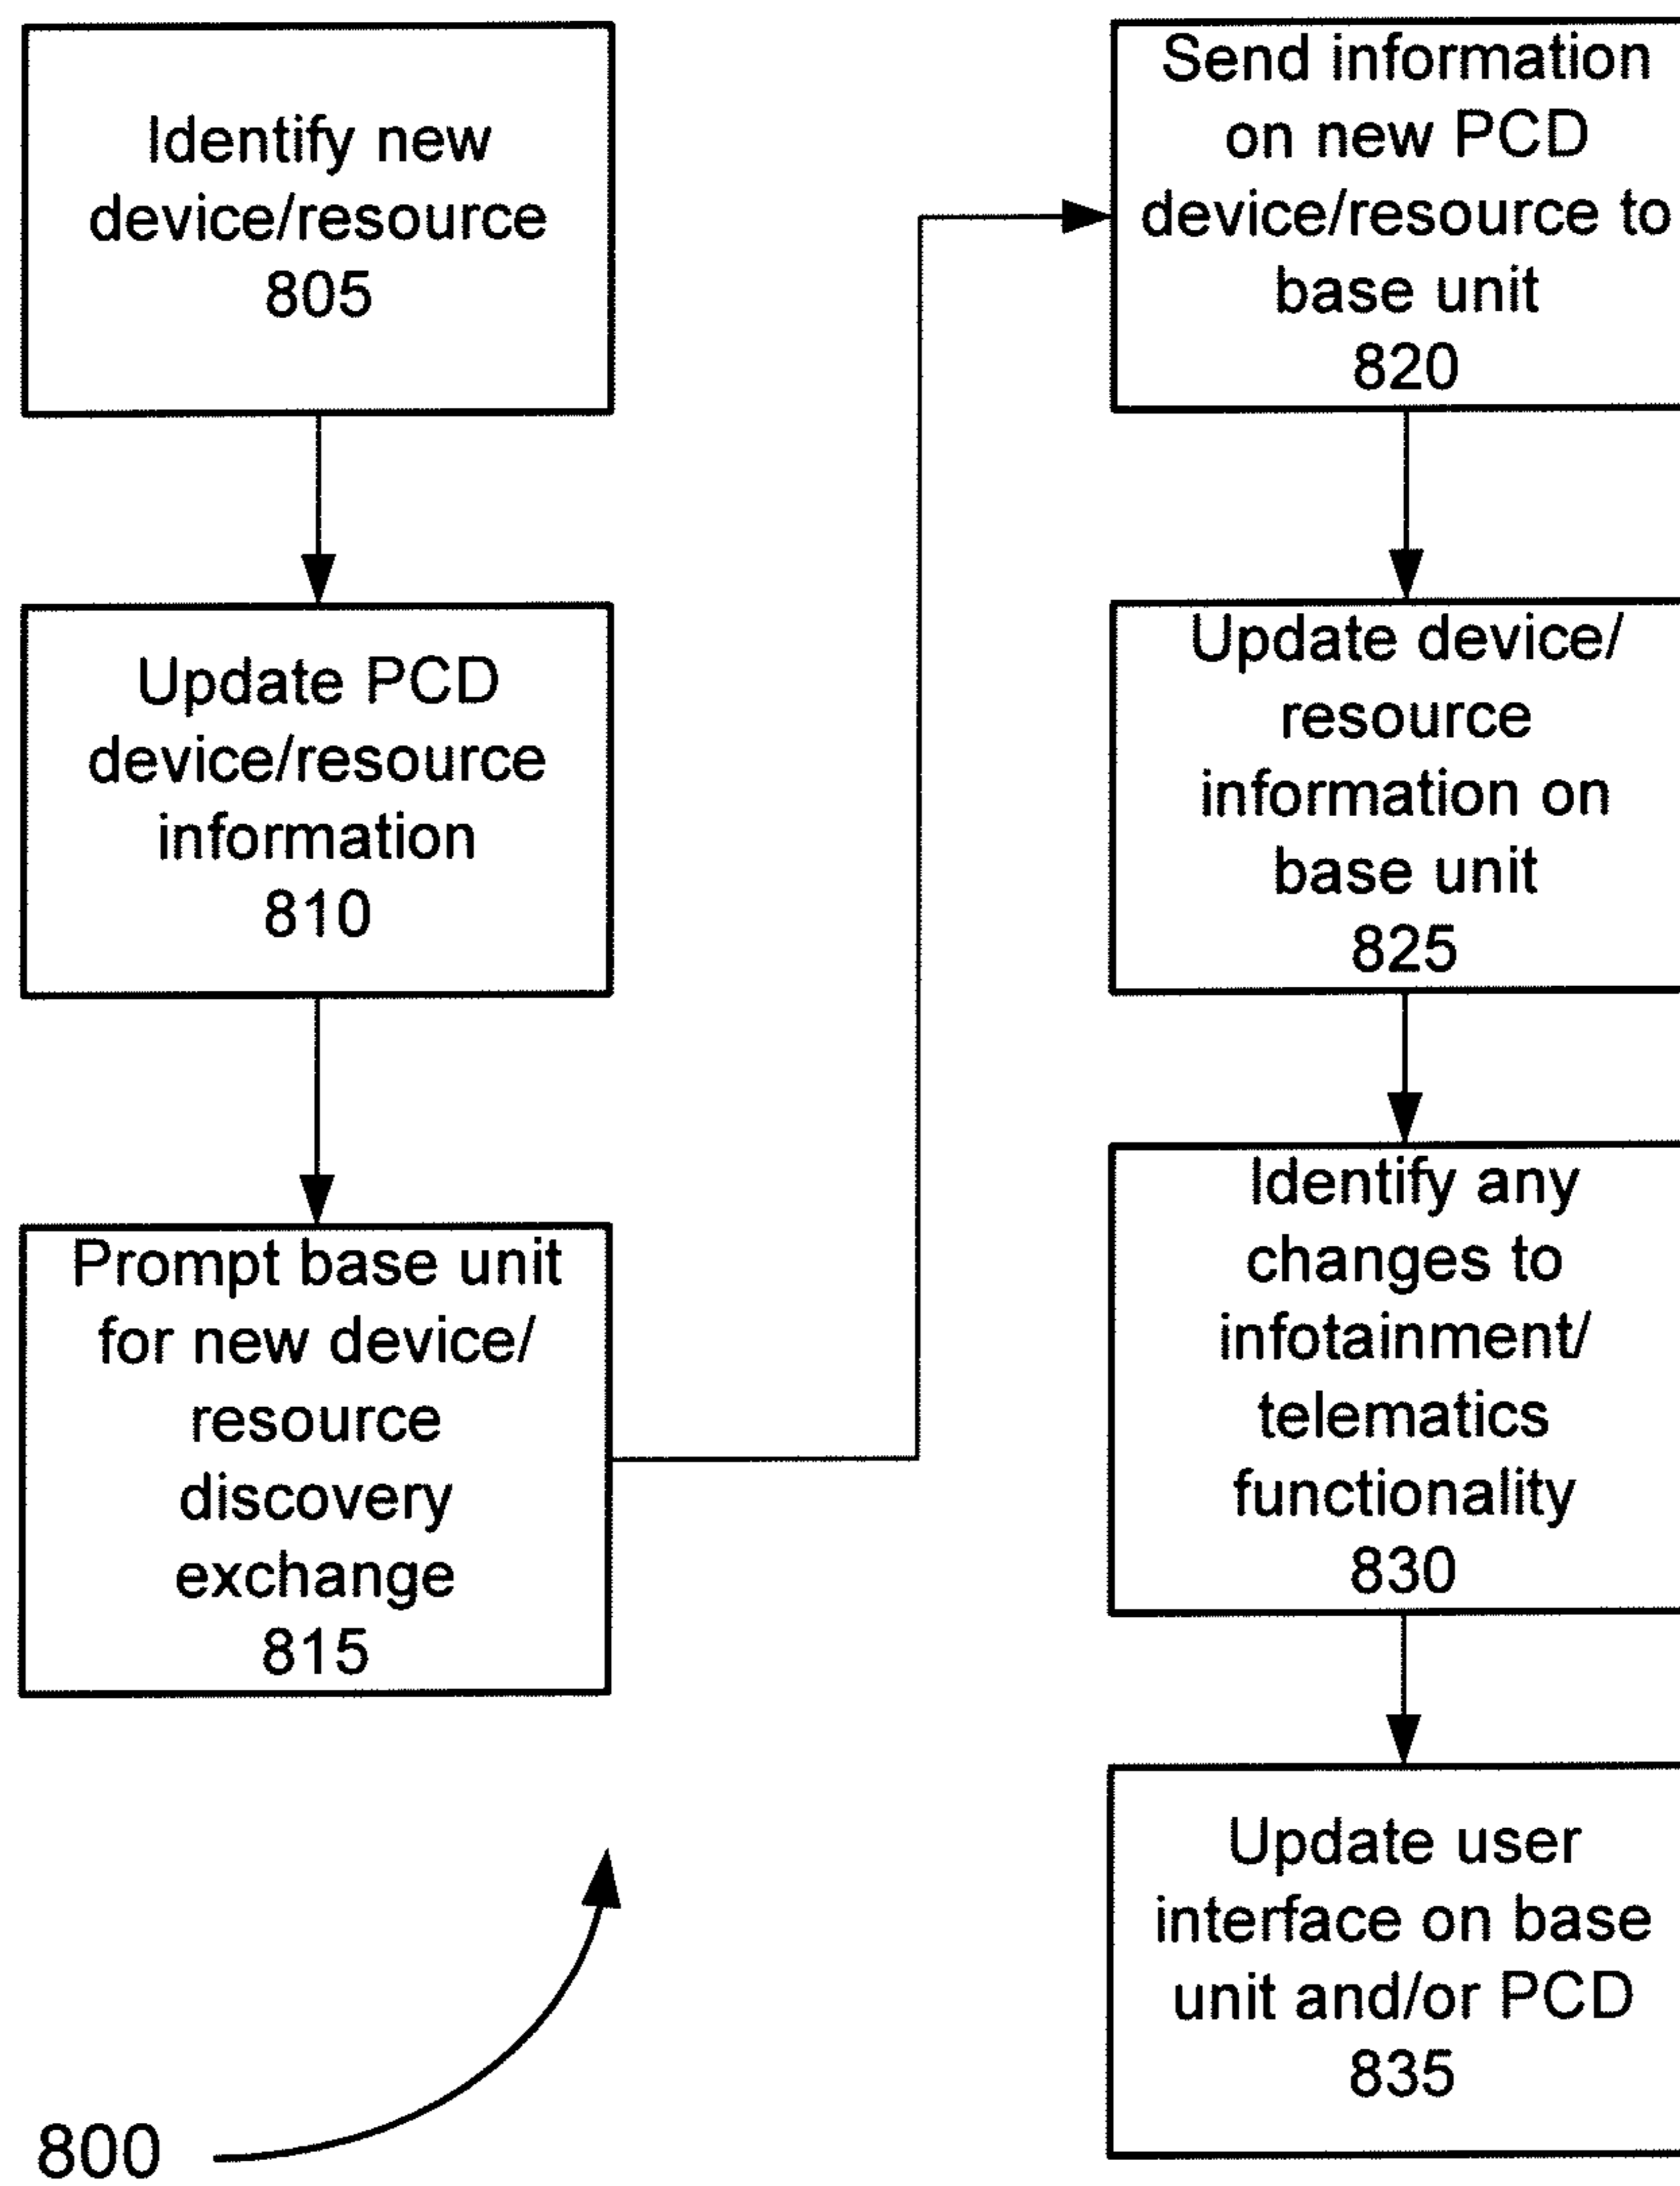 Identify new
device/resource
805
Update PCD
device/resource
information
810
Prompt base unit
for new device/
resource
discovery
exchange
815
Send information
on new PCD
device/resource to
base unit
820
Update device/
resource
information on
base unit
825
Identify any
changes to
infotainment/
telematics
functionality
830
Update user
interface on base
unit and/or PCD
835
800